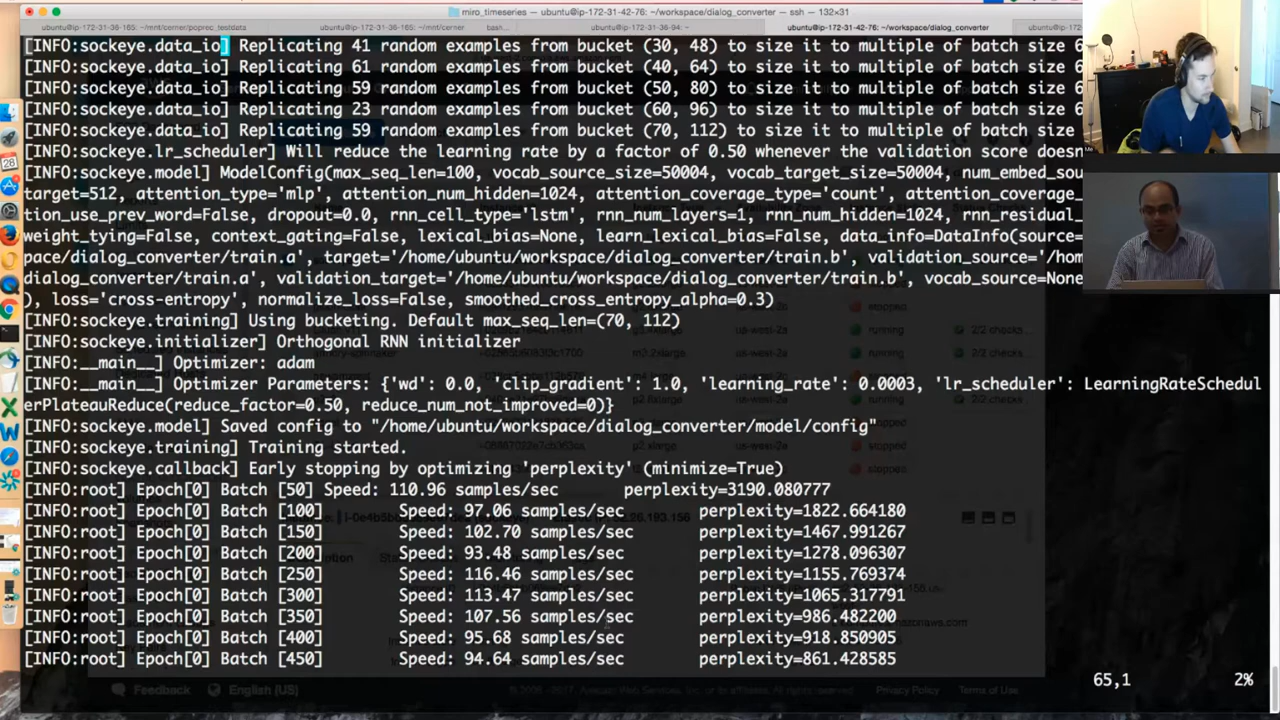 miro_timeseries — ubuntu@ip-172-31-42-76: ~/workspace/dialog_converter — ssh — 132×31
ubuntu@ip-172-31-42-76: ~/workspace/dialog_converter
[INFO:sockeye.data_io] Replicating 41 random examples from bucket (30, 48) to size it to multiple of batch size 6
[INFO:sockeye.data_io] Replicating 61 random examples from bucket (40, 64) to size it to multiple of batch size 6
[INFO:sockeye.data_io] Replicating 59 random examples from bucket (50, 80) to size it to multiple of batch size 6
[INFO:sockeye.data_io] Replicating 23 random examples from bucket (60, 96) to size it to multiple of batch size 6
[INFO:sockeye.data_io] Replicating 59 random examples from bucket (70, 112) to size it to multiple of batch size
[INFO:sockeye.lr_scheduler] Will reduce the learning rate by a factor of 0.50 whenever the validation score doesn
[INFO:sockeye.model] ModelConfig(max_seq_len=100, vocab_source_size=50004, vocab_target_size=50004, num_embed_sou
target=512, attention_type='mlp', attention_num_hidden=1024, attention_coverage_type='count', attention_coverage_
tion_use_prev_word=False, dropout=0.0, rnn_cell_type='lstm', rnn_num_layers=1, rnn_num_hidden=1024, rnn_residual_
weight_tying=False, context_gating=False, lexical_bias=None, learn_lexical_bias=False, data_info=DataInfo(source=
pace/dialog_converter/train.a', target='/home/ubuntu/workspace/dialog_converter/train.b', validation_source='/hom
dialog_converter/train.a', validation_target='/home/ubuntu/workspace/dialog_converter/train.b', vocab_source=None
), loss='cross-entropy', normalize_loss=False, smoothed_cross_entropy_alpha=0.3)
[INFO:sockeye.training] Using bucketing. Default max_seq_len=(70, 112)
[INFO:sockeye.initializer] Orthogonal RNN initializer
[INFO:__main__] Optimizer: adam
[INFO:__main__] Optimizer Parameters: {'wd': 0.0, 'clip_gradient': 1.0, 'learning_rate': 0.0003, 'lr_scheduler': LearningRateSchedul
erPlateauReduce(reduce_factor=0.50, reduce_num_not_improved=0)}
[INFO:sockeye.model] Saved config to "/home/ubuntu/workspace/dialog_converter/model/config"
[INFO:sockeye.training] Training started.
[INFO:sockeye.callback] Early stopping by optimizing 'perplexity' (minimize=True)
[INFO:root] Epoch[0] Batch [50] Speed: 110.96 samples/sec perplexity=3190.080777
[INFO:root] Epoch[0] Batch [100] Speed: 97.06 samples/sec perplexity=1822.664180
[INFO:root] Epoch[0] Batch [150] Speed: 102.70 samples/sec perplexity=1467.991267
[INFO:root] Epoch[0] Batch [200] Speed: 93.48 samples/sec perplexity=1278.096307
[INFO:root] Epoch[0] Batch [250] Speed: 116.46 samples/sec perplexity=1155.769374
[INFO:root] Epoch[0] Batch [300] Speed: 113.47 samples/sec perplexity=1065.317791
[INFO:root] Epoch[0] Batch [350] Speed: 107.56 samples/sec perplexity=986.482200
[INFO:root] Epoch[0] Batch [400] Speed: 95.68 samples/sec perplexity=918.850905
[INFO:root] Epoch[0] Batch [450] Speed: 94.64 samples/sec perplexity=861.428585
65,1 2%
Feedback English (US) Privacy Policy Terms of Use